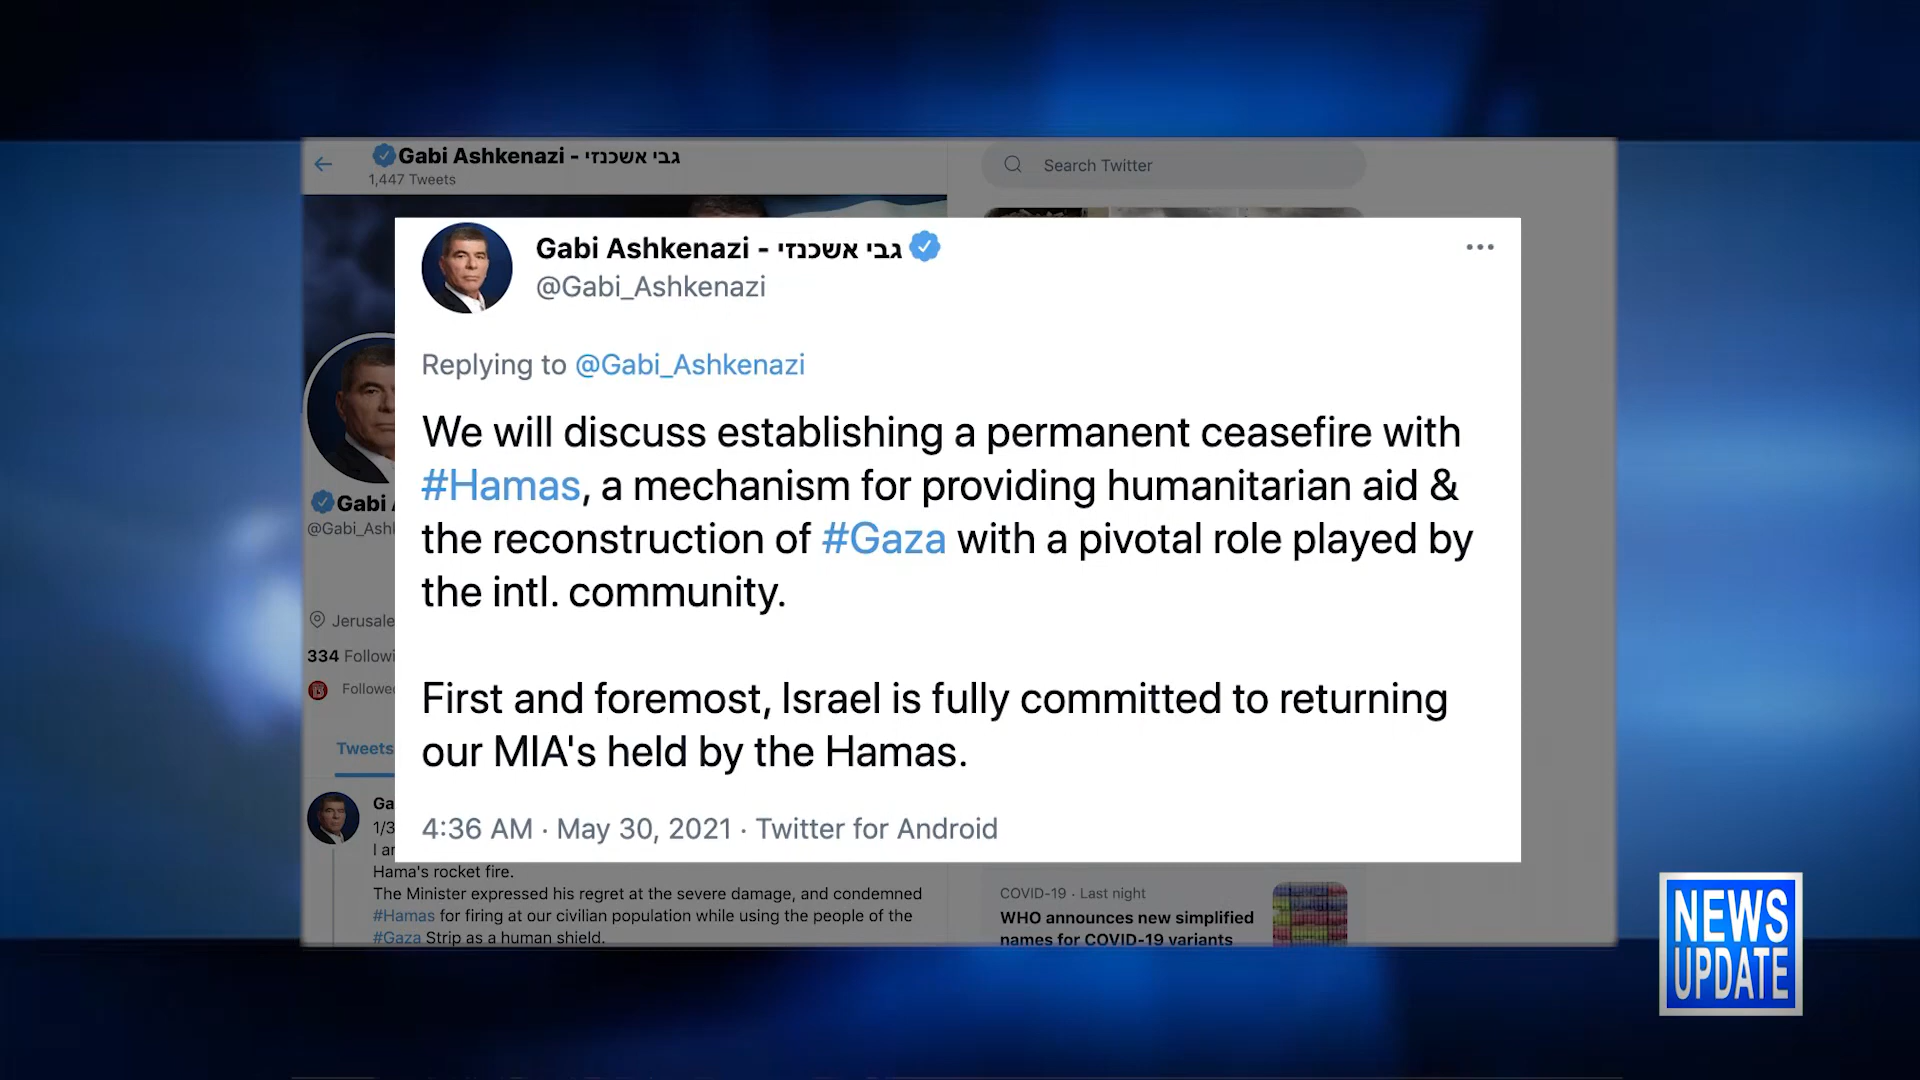 Gabi Ashkenazi - גבי אשכנזי
1,447 Tweets
Search Twitter
Gabi Ashkenazi - גבי אשכנזי
@Gabi_Ashkenazi
Replying to @Gabi_Ashkenazi
We will discuss establishing a permanent ceasefire with
#Hamas, a mechanism for providing humanitarian aid &
the reconstruction of #Gaza with a pivotal role played by
the intl. community.
First and foremost, Israel is fully committed to returning
our MIA's held by the Hamas.
4:36 AM · May 30, 2021 · Twitter for Android
Gabi
@Gabi_Ash
Jerusale
334 Followi
Followe
Tweets
Ga
1/3
I ar
Hama's rocket fire.
The Minister expressed his regret at the severe damage, and condemned
#Hamas for firing at our civilian population while using the people of the
#Gaza Strip as a human shield.
COVID-19 · Last night
WHO announces new simplified
names for COVID-19 variants
NEWS
UPDATE